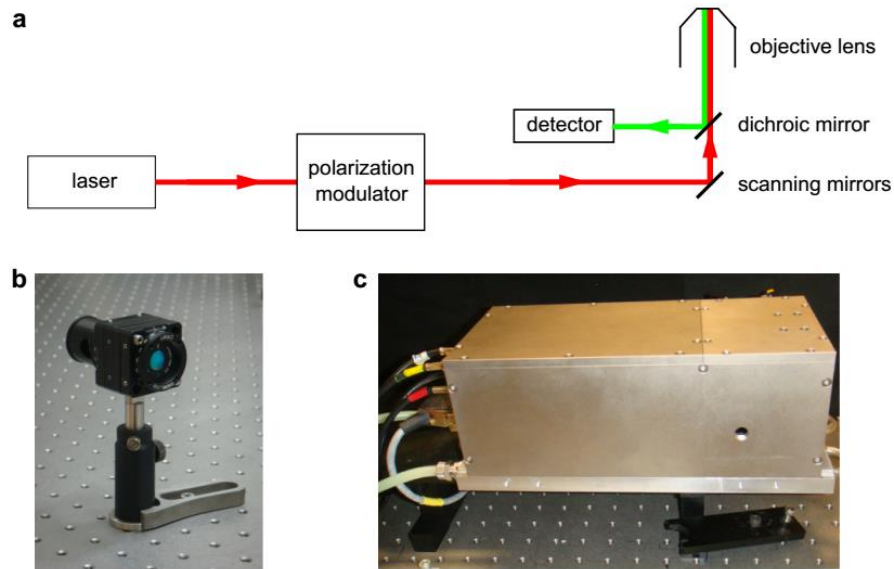 a
objective lens
detector
dichroic mirror
laser
polarization
modulator
scanning mirrors
b
c